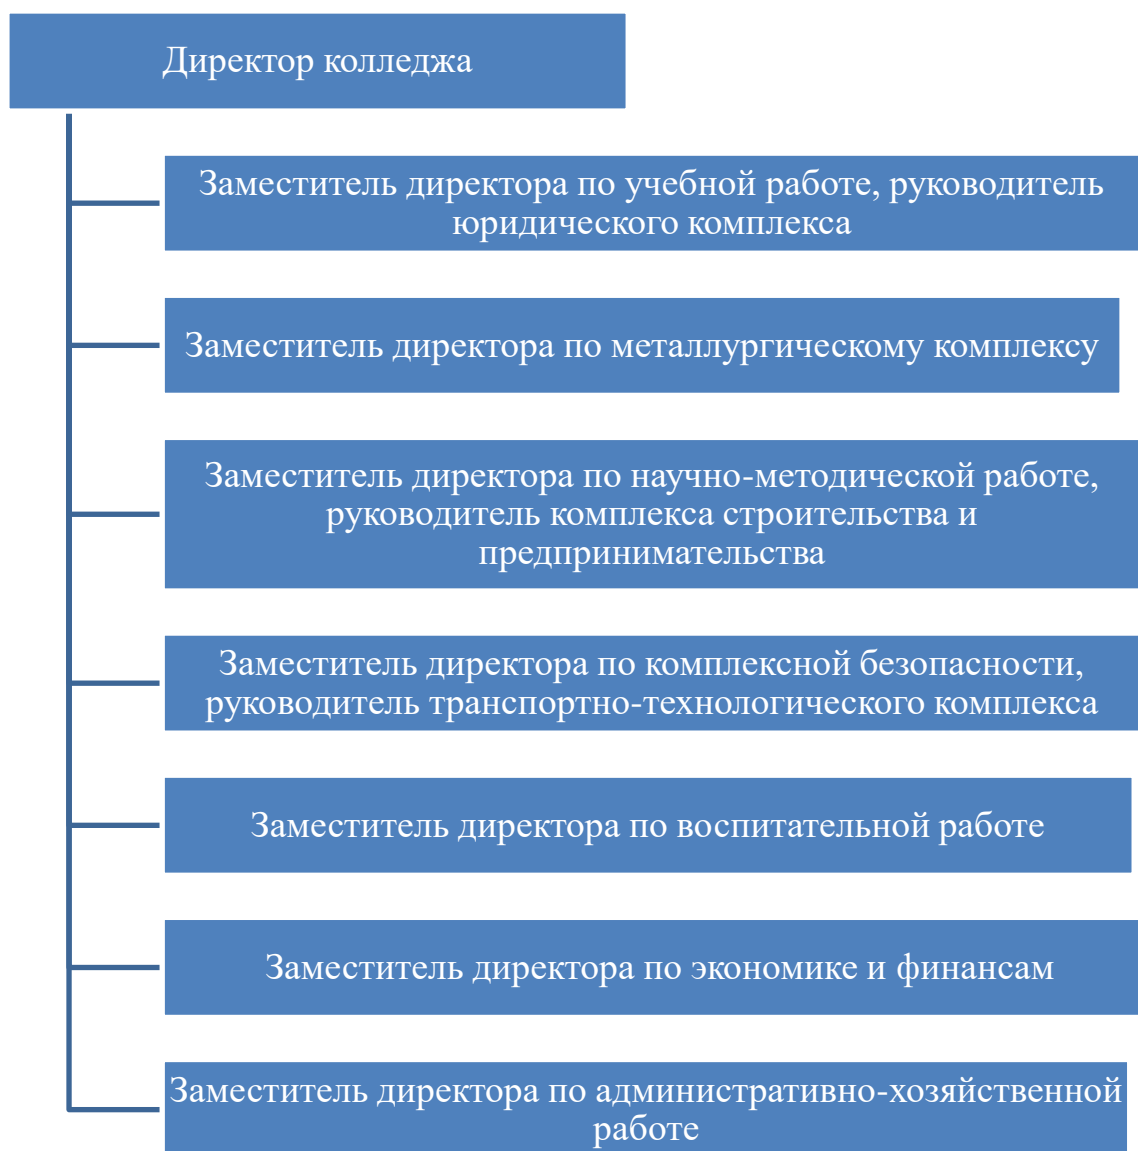 Директор колледжа
Заместитель директора по учебной работе, руководитель
юридического комплекса
Заместитель директора по металлургическому комплексу
Заместитель директора по научно-методической работе,
руководитель комплекса строительства и
предпринимательства
Заместитель директора по комплексной безопасности,
руководитель транспортно-технологического комплекса
Заместитель директора по воспитательной работе
Заместитель директора по экономике и финансам
Заместитель директора по административно-хозяйственной
работе